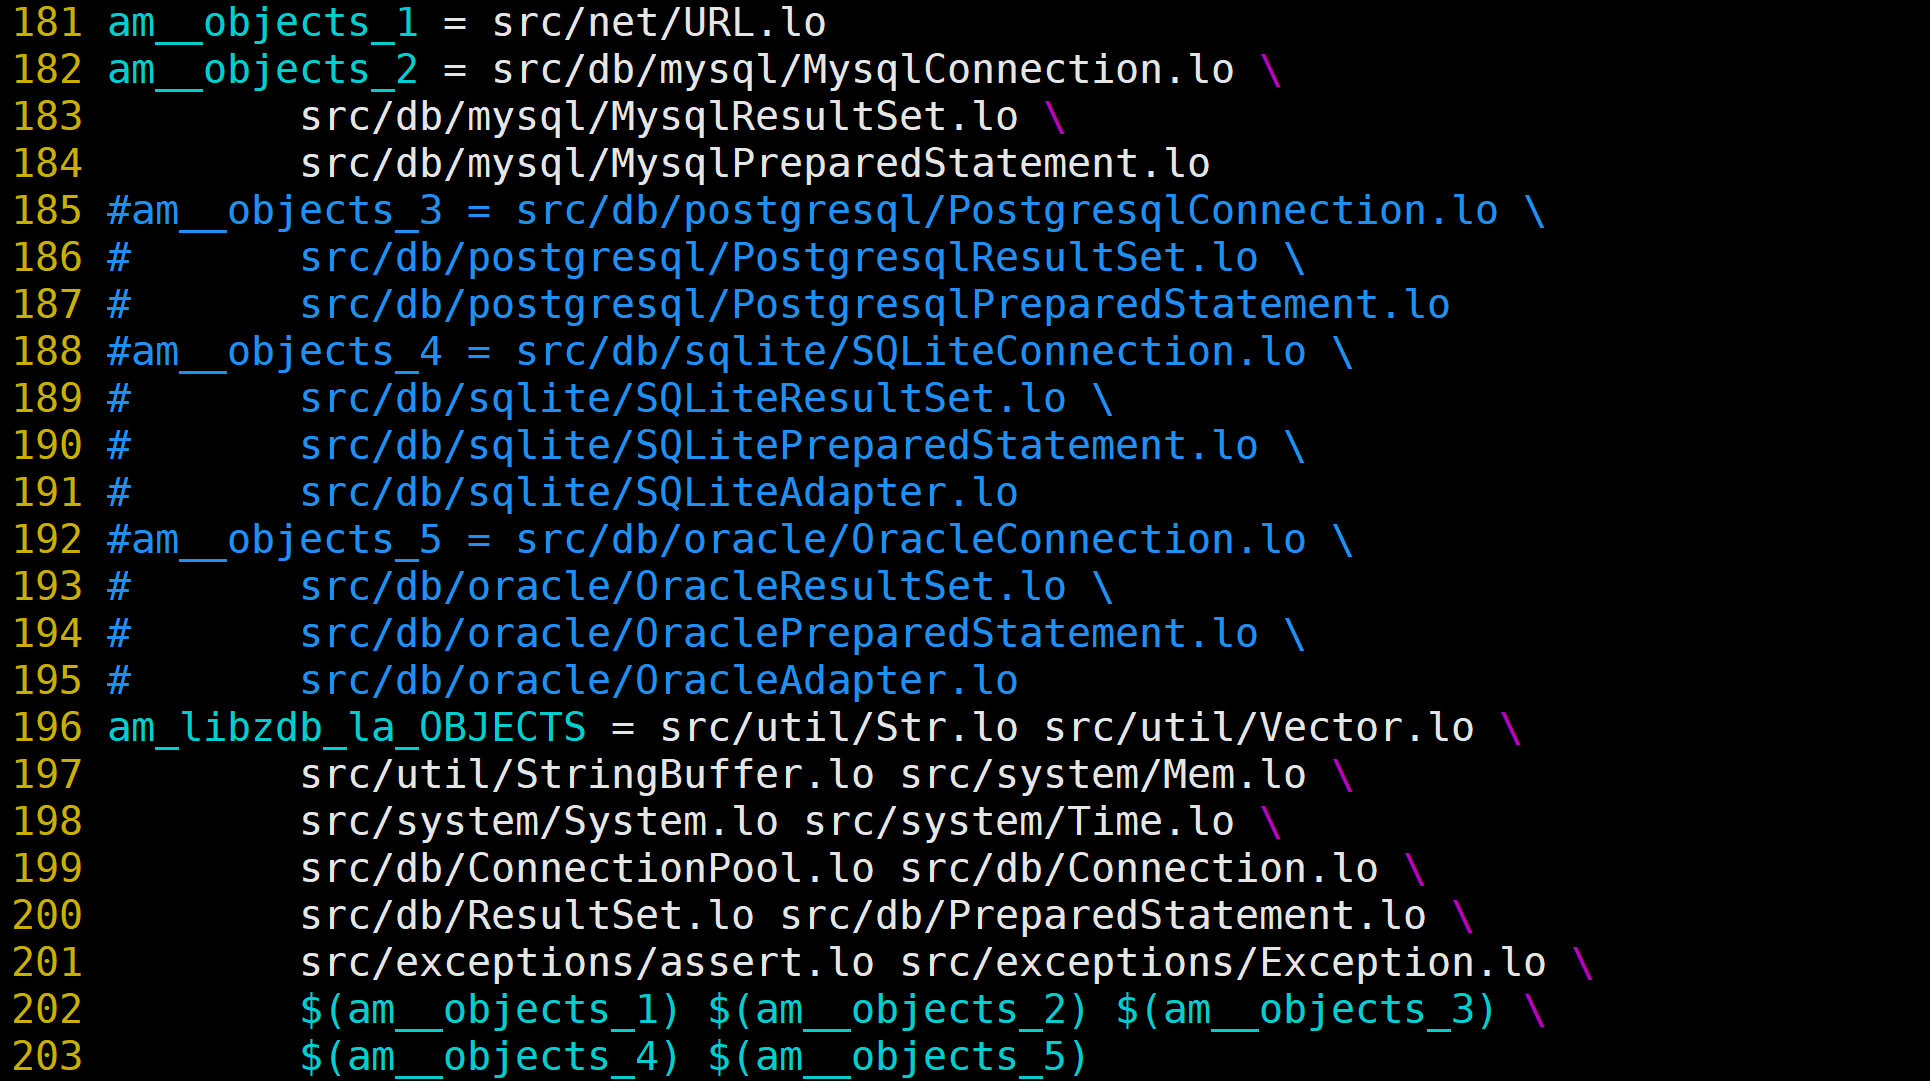 181 am__objects_1 = src/net/URL.lo
182 am__objects_2 = src/db/mysql/MysqlConnection.lo \
183         src/db/mysql/MysqlResultSet.lo \
184         src/db/mysql/MysqlPreparedStatement.lo
185 #am__objects_3 = src/db/postgresql/PostgresqlConnection.lo \
186 #       src/db/postgresql/PostgresqlResultSet.lo \
187 #       src/db/postgresql/PostgresqlPreparedStatement.lo
188 #am__objects_4 = src/db/sqlite/SQLiteConnection.lo \
189 #       src/db/sqlite/SQLiteResultSet.lo \
190 #       src/db/sqlite/SQLitePreparedStatement.lo \
191 #       src/db/sqlite/SQLiteAdapter.lo
192 #am__objects_5 = src/db/oracle/OracleConnection.lo \
193 #       src/db/oracle/OracleResultSet.lo \
194 #       src/db/oracle/OraclePreparedStatement.lo \
195 #       src/db/oracle/OracleAdapter.lo
196 am_libzdb_la_OBJECTS = src/util/Str.lo src/util/Vector.lo \
197         src/util/StringBuffer.lo src/system/Mem.lo \
198         src/system/System.lo src/system/Time.lo \
199         src/db/ConnectionPool.lo src/db/Connection.lo \
200         src/db/ResultSet.lo src/db/PreparedStatement.lo \
201         src/exceptions/assert.lo src/exceptions/Exception.lo \
202         $(am__objects_1) $(am__objects_2) $(am__objects_3) \
203         $(am__objects_4) $(am__objects_5)